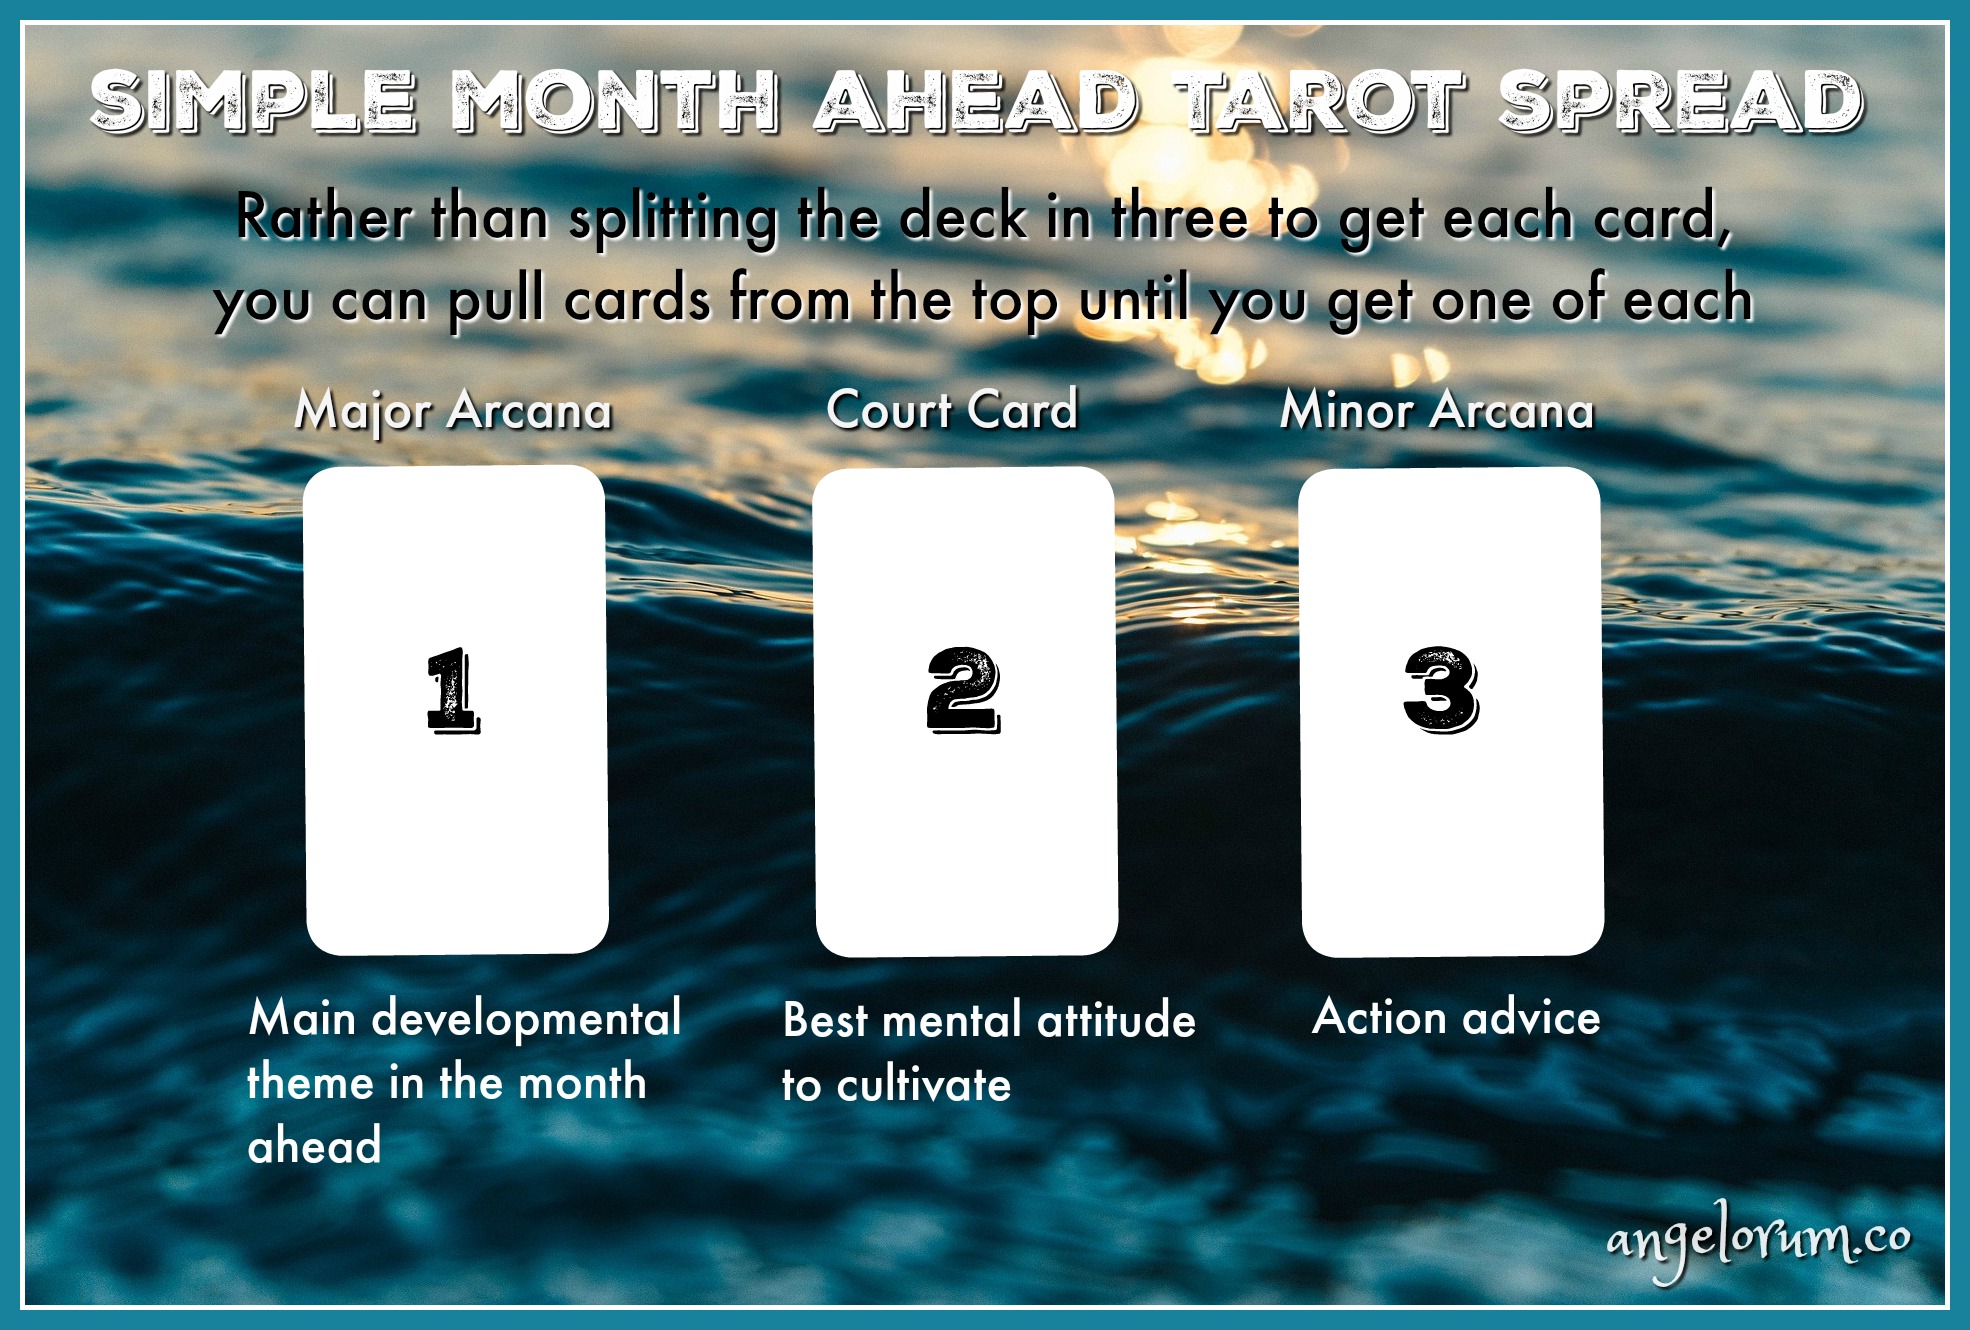 SIMPLE MONTH AHEAD TAROT SPREAD
Rather than splitting the deck in three to get each card,
you can pull cards from the top until you get one of each
Major Arcana
Court Card
Minor Arcana
1
2
3
Main developmental
theme in the month
ahead
Best mental attitude
to cultivate
Action advice
angelorum.co